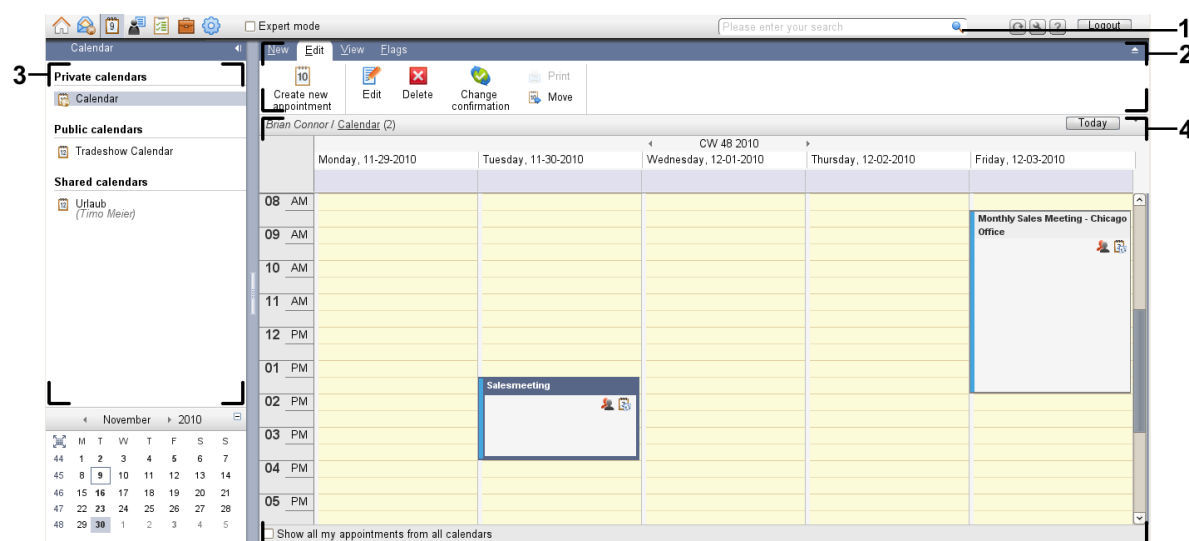 Expert mode
Please enter your search
Logout
1
Calendar
New Edit View Flags
2
3
Private calendars
Calendar
Public calendars
Tradeshow Calendar
Shared calendars
Urlaub
(Timo Meier)
10
Create new
appointment
Edit
Delete
Change
confirmation
Print
Move
Brian Connor / Calendar (2)
Today
4
CW 48 2010
Monday, 11-29-2010 Tuesday, 11-30-2010 Wednesday, 12-01-2010 Thursday, 12-02-2010 Friday, 12-03-2010
08 AM
09 AM
10 AM
11 AM
12 PM
01 PM
02 PM
03 PM
04 PM
05 PM
Monthly Sales Meeting - Chicago
Office
Salesmeeting
November 2010
M T W T F S S
44 1 2 3 4 5 6 7
45 8 9 10 11 12 13 14
46 15 16 17 18 19 20 21
47 22 23 24 25 26 27 28
48 29 30 1 2 3 4 5
Show all my appointments from all calendars